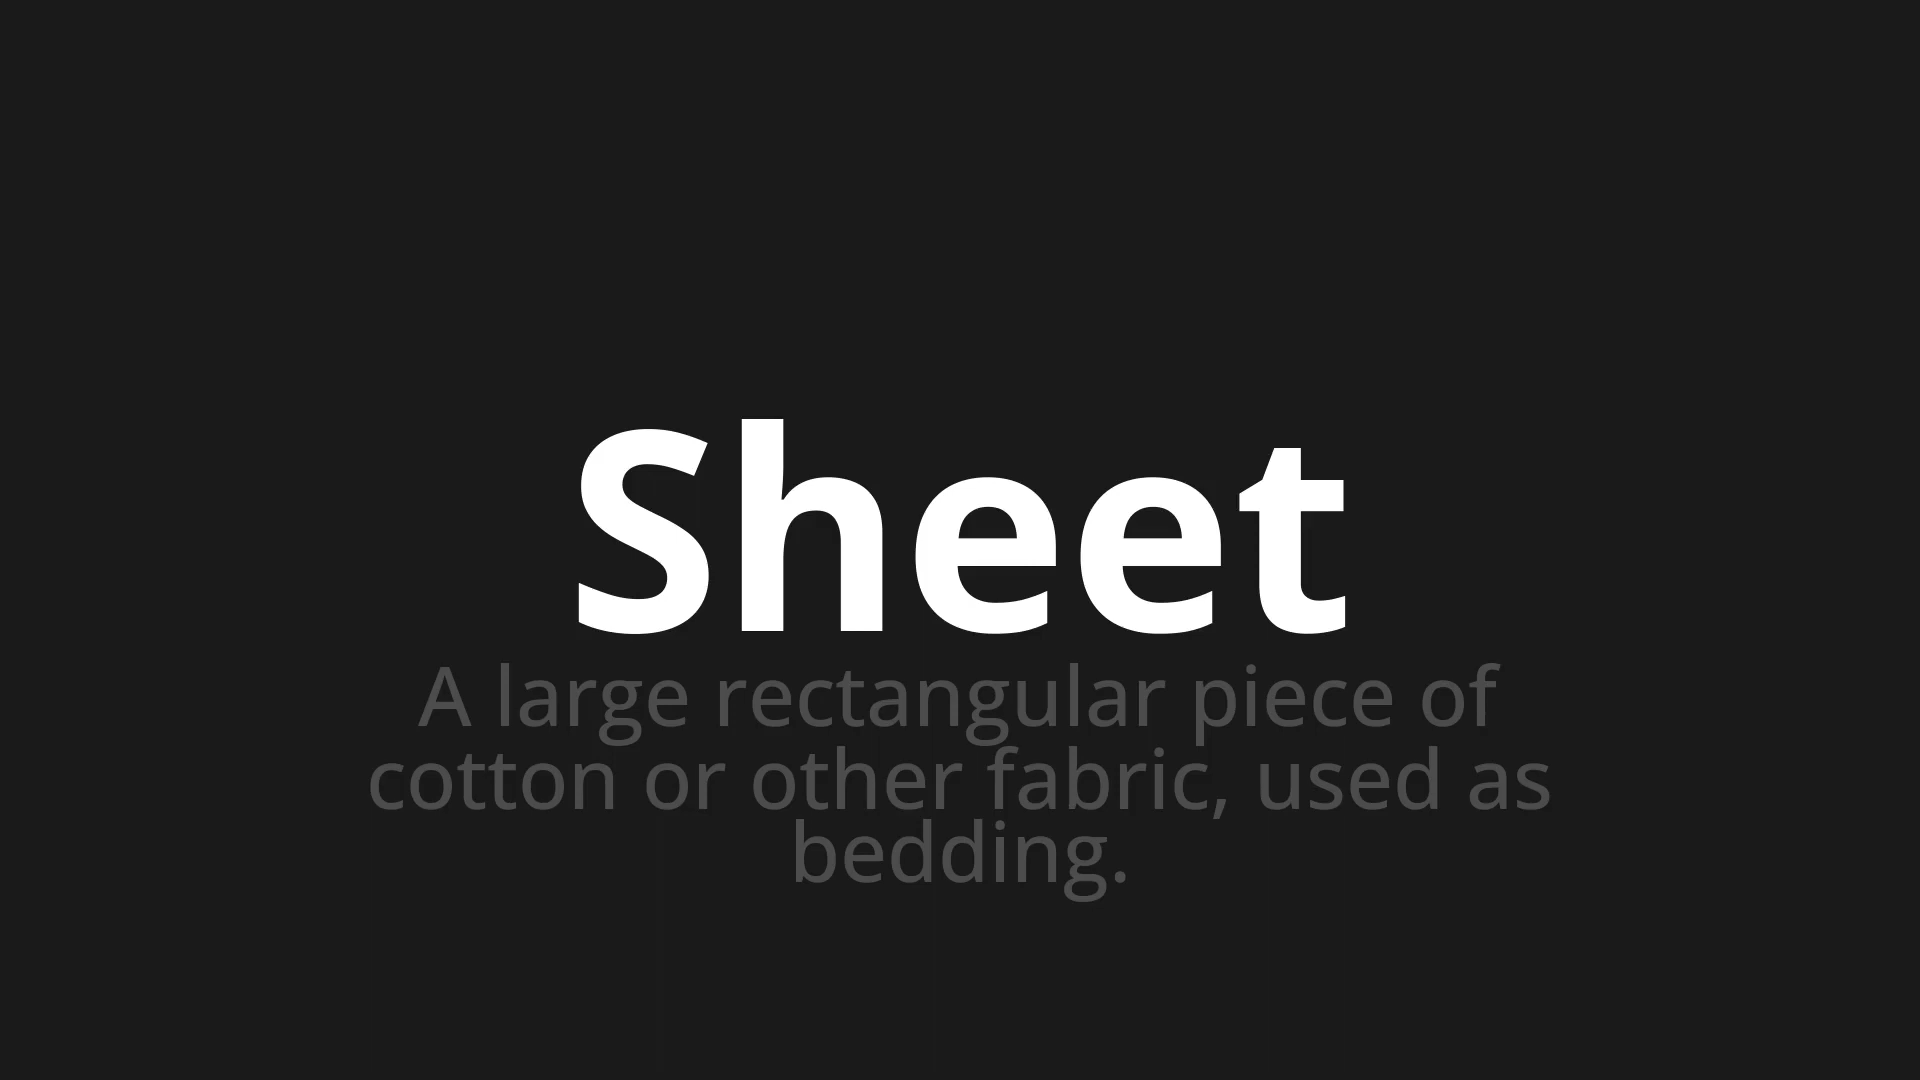 Sheet
A large rectangular piece of
cotton or other fabric, used as
bedding.